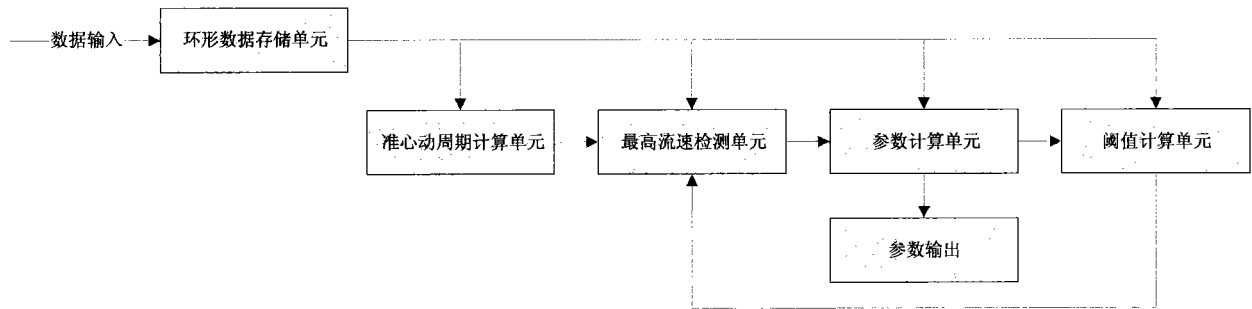 数据输入
环形数据存储单元
准心动周期计算单元
最高流速检测单元
参数计算单元
阈值计算单元
参数输出